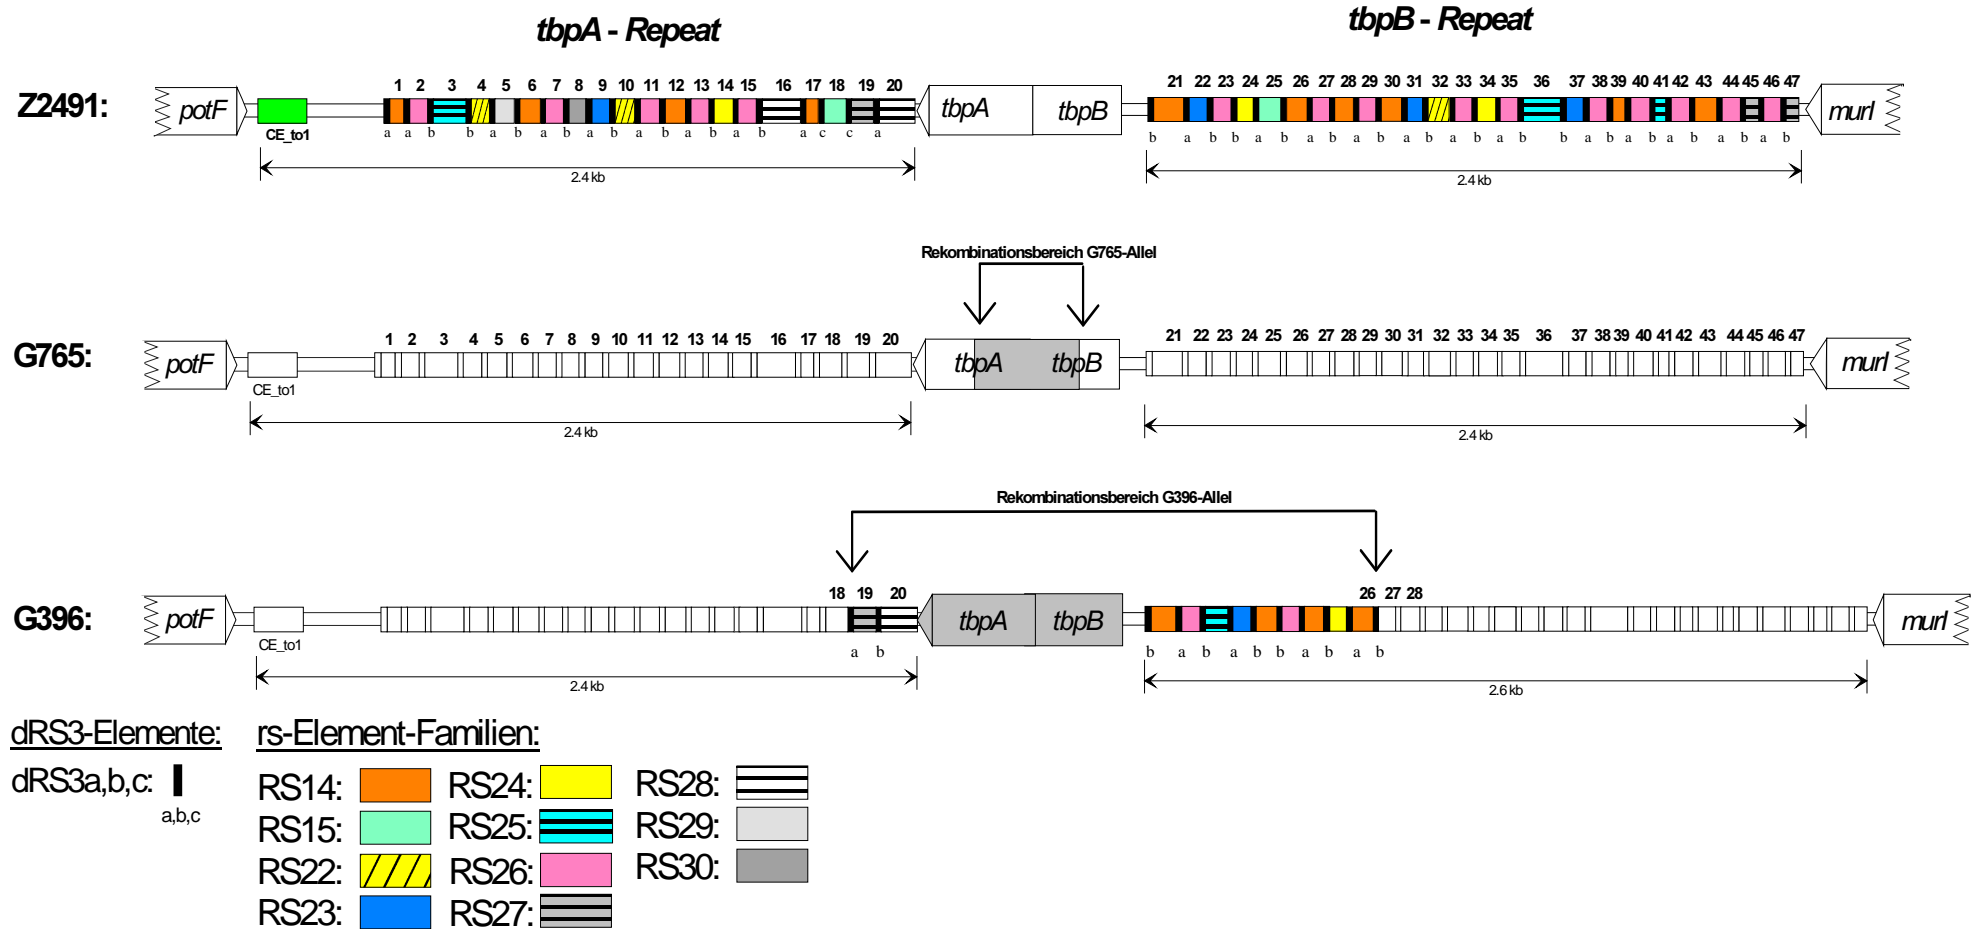 tbpA - Repeat tbpB - Repeat
1 2 3 4 5 6 7 8 9 10 11 12 13 14 15 16 17 18 19 20 21 22 23 24 25 26 27 28 29 30 31 32 33 34 35 36 37 38 39 40 41 42 43 44 45 46 47
Z2491: potF tbpA tbpB murI
CE_to1 a a b b a b a b a b a b a b a b a c c a b a b b a b a b a b a b a b a b b a b a b a b a b a b
2.4 kb 2.4 kb
Rekombinationsbereich G765-Allel
1 2 3 4 5 6 7 8 9 10 11 12 13 14 15 16 17 18 19 20 21 22 23 24 25 26 27 28 29 30 31 32 33 34 35 36 37 38 39 40 41 42 43 44 45 46 47
G765: potF tbpA tbpB murI
CE_to1
2.4 kb 2.4 kb
Rekombinationsbereich G396-Allel
18 19 20 26 27 28
G396: potF tbpA tbpB murI
CE_to1 a b b a b a b b a b a b
2.4 kb 2.6 kb
dRS3-Elemente: rs-Element-Familien:
dRS3a,b,c: RS14: RS24: RS28:
a,b,c
RS15: RS25: RS29:
RS22: RS26: RS30:
RS23: RS27: